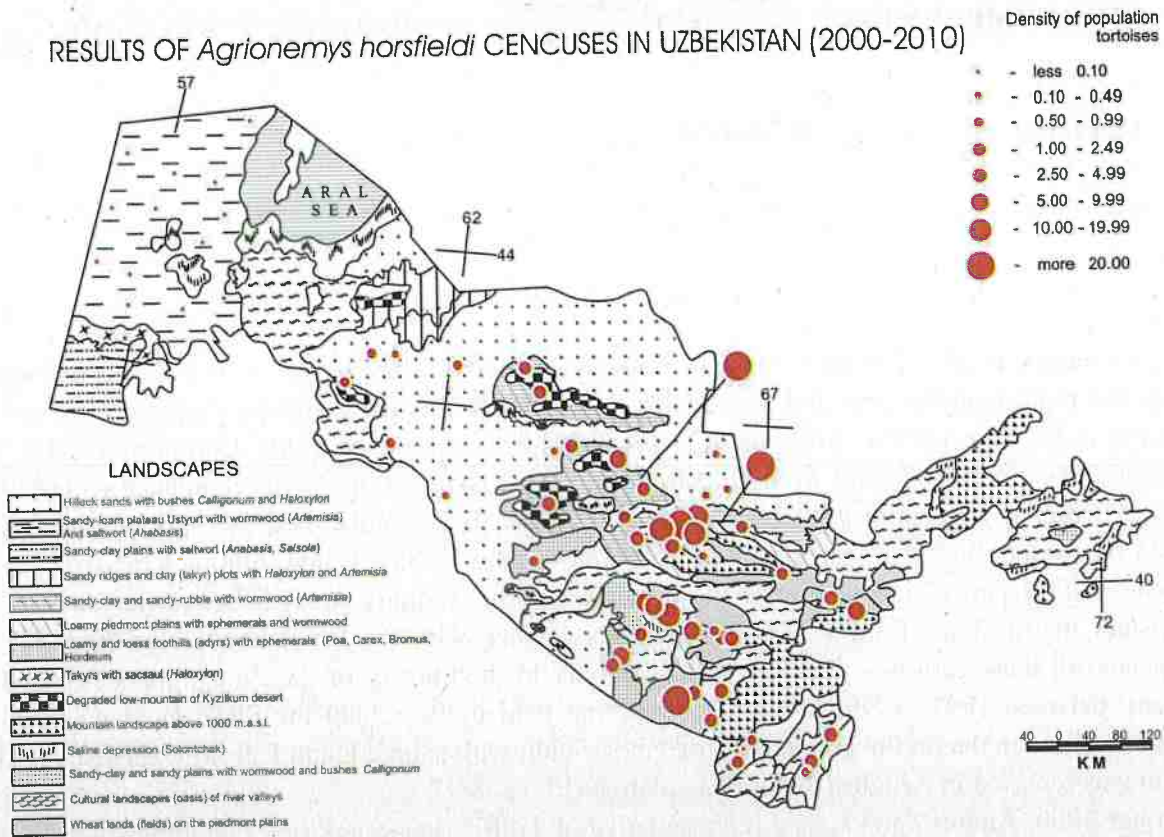 RESULTS OF Agrionemys horsfieldi CENCUSES IN UZBEKISTAN (2000-2010)
Density of population
tortoises
- less 0.10
- 0.10 - 0.49
- 0.50 - 0.99
- 1.00 - 2.49
- 2.50 - 4.99
- 5.00 - 9.99
- 10.00 - 19.99
- more 20.00
57
ARAL
SEA
62
44
67
40
72
LANDSCAPES
Hillock sands with bushes Calligonum and Haloxylon
Sandy-loam plateau Ustyurt with wormwood (Artemisia)
And saltwort (Anabasis)
Sandy-clay plains with saltwort (Anabasis, Salsola)
Sandy ridges and clay (takyr) plots with Haloxylon and Artemisia
Sandy-clay and sandy-rubble with wormwood (Artemisia)
Loamy piedmont plains with ephemerals and wormwood
Loamy and loess foothills (adyrs) with ephemerals (Poa, Carex, Bromus,
Hordeum
Takyrs with sacsaul (Haloxylon)
Degraded low-mountain of Kyzilkum desert
Montain landscapes above 1000 m.a.s.l.
Saline depression (Solontchak)
Sandy-clay and sandy plains with wormwood and bushes Calligonum
Cultural landscapes (oasis) of river valleys
Wheat lands (fields) on the piedmont plains
40 0 40 80 120
KM